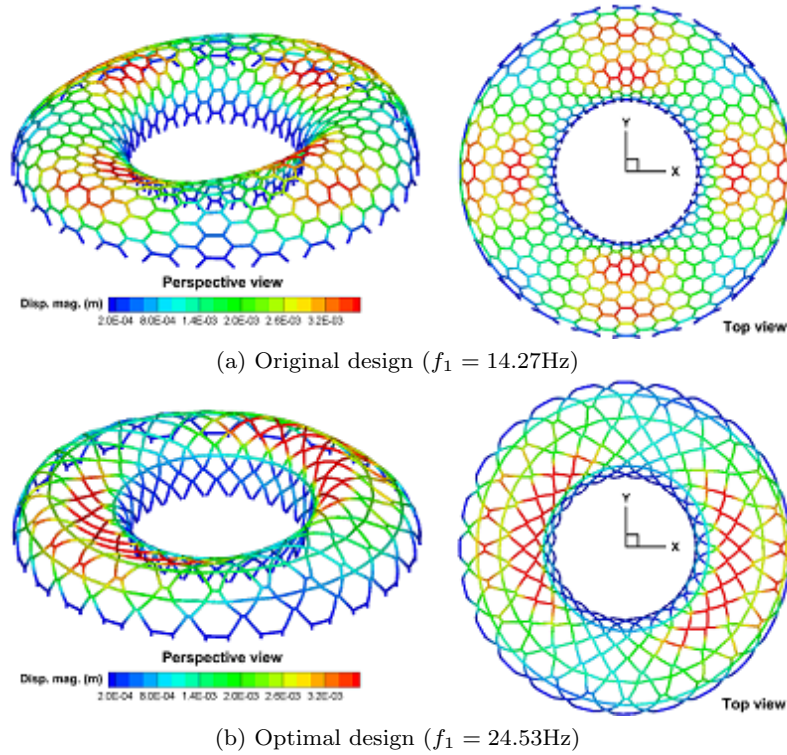 Y
X
Perspective view
Disp. mag. (m)
2.0E-04 8.0E-04 1.4E-03 2.0E-03 2.6E-03 3.2E-03
Top view
(a) Original design (f₁ = 14.27Hz)
Y
X
Perspective view
Disp. mag. (m)
2.0E-04 8.0E-04 1.4E-03 2.0E-03 2.6E-03 3.2E-03
Top view
(b) Optimal design (f₁ = 24.53Hz)